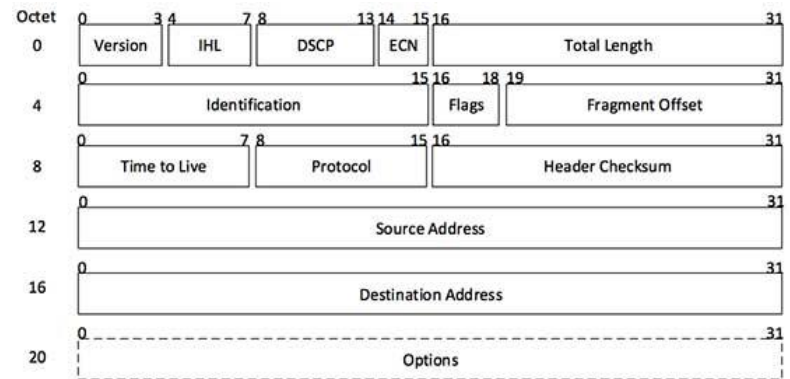 Octet 0 3 4 7 8 13 14 15 16 31
0 Version IHL DSCP ECN Total Length
0 15 16 18 19 31
4 Identification Flags Fragment Offset
0 7 8 15 16 31
8 Time to Live Protocol Header Checksum
0 31
12 Source Address
0 31
16 Destination Address
0 31
20 Options